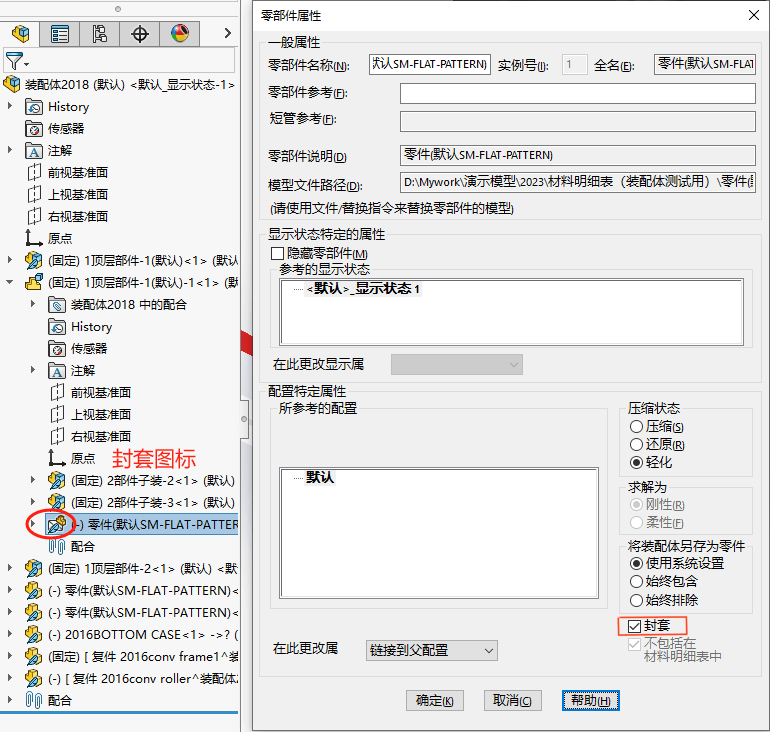 装配体2018 (默认) <默认_显示状态-1>
History
传感器
注解
前视基准面
上视基准面
右视基准面
原点
(固定) 1顶层部件-1(默认)<1> (默
(固定) 1顶层部件-1(默认)-1<1> (默
装配体2018 中的配合
History
传感器
注解
前视基准面
上视基准面
右视基准面
原点
封套图标
(固定) 2部件子装-2<1> (默认)
(固定) 2部件子装-3<1> (默认)
(-) 零件(默认SM-FLAT-PATTER
配合
(固定) 1顶层部件-2<1> (默认) <默
(-) 零件(默认SM-FLAT-PATTERN)<
(-) 零件(默认SM-FLAT-PATTERN)<
(-) 2016BOTTOM CASE<1> ->? (默
(固定) [ 复件 2016conv frame1^装
(-) [ 复件 2016conv roller^装配体2
配合
零部件属性
一般属性
零部件名称(N):
默认SM-FLAT-PATTERN)
实例号(I):
1
全名(E):
零件(默认SM-FLAT
零部件参考(F):
短管参考(F):
零部件说明(D)
零件(默认SM-FLAT-PATTERN)
模型文件路径(D):
D:\Mywork\演示模型\2023\材料明细表（装配体测试用）\零件(
(请使用文件/替换指令来替换零部件的模型)
显示状态特定的属性
隐藏零部件(M)
参考的显示状态
<默认>_显示状态 1
在此更改显示属
配置特定属性
所参考的配置
默认
在此更改属
链接到父配置
压缩状态
压缩(S)
还原(R)
轻化
求解为
刚性(R)
柔性(F)
将装配体另存为零件
使用系统设置
始终包含
始终排除
封套
不包括在
材料明细表中
确定(K)
取消(C)
帮助(H)